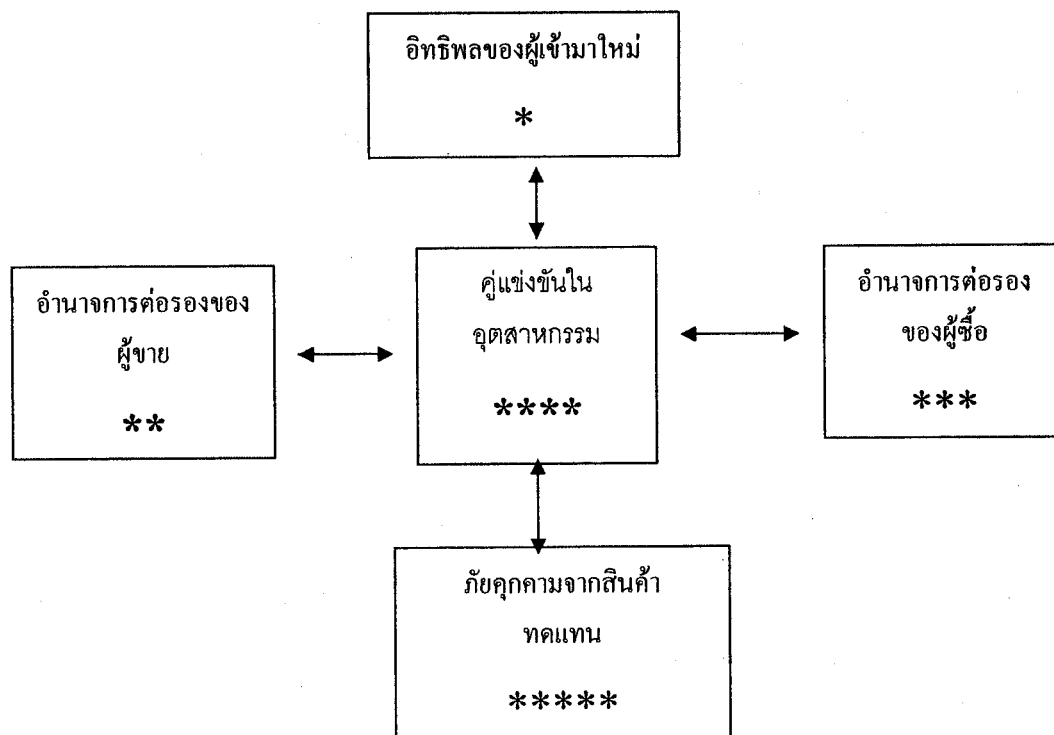 อิทธิพลของผู้เข้ามาใหม่
*
อำนาจการต่อรองของ
ผู้ขาย
**
คู่แข่งขันใน
อุตสาหกรรม
****
อำนาจการต่อรอง
ของผู้ซื้อ
***
ภัยคุกคามจากสินค้า
ทดแทน
*****